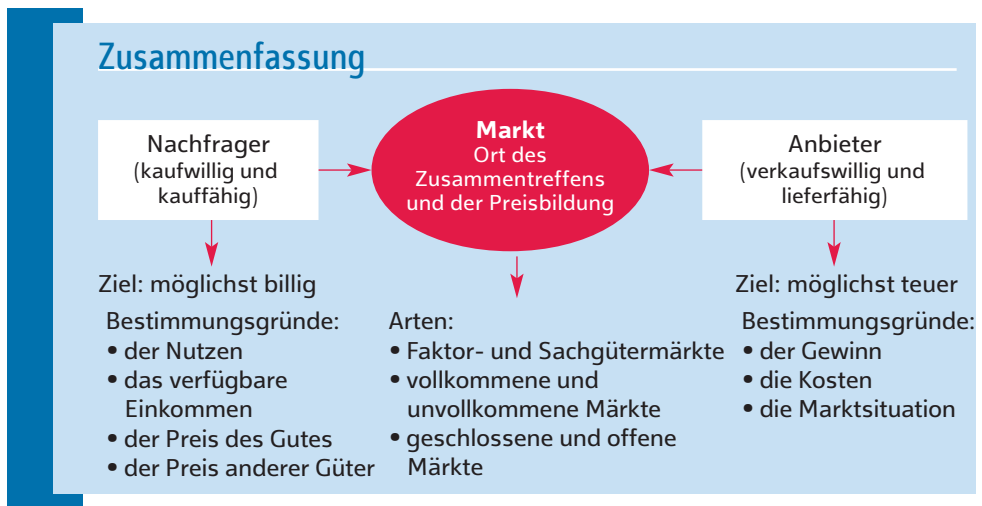 Zusammenfassung
Nachfrager
(kaufwillig und
kauffähig)
Markt
Ort des
Zusammentreffens
und der Preisbildung
Anbieter
(verkaufswillig und
lieferfähig)
Ziel: möglichst billig
Bestimmungsgründe:
• der Nutzen
• das verfügbare
Einkommen
• der Preis des Gutes
• der Preis anderer Güter
Arten:
• Faktor- und Sachgütermärkte
• vollkommene und
unvollkommene Märkte
• geschlossene und offene
Märkte
Ziel: möglichst teuer
Bestimmungsgründe:
• der Gewinn
• die Kosten
• die Marktsituation